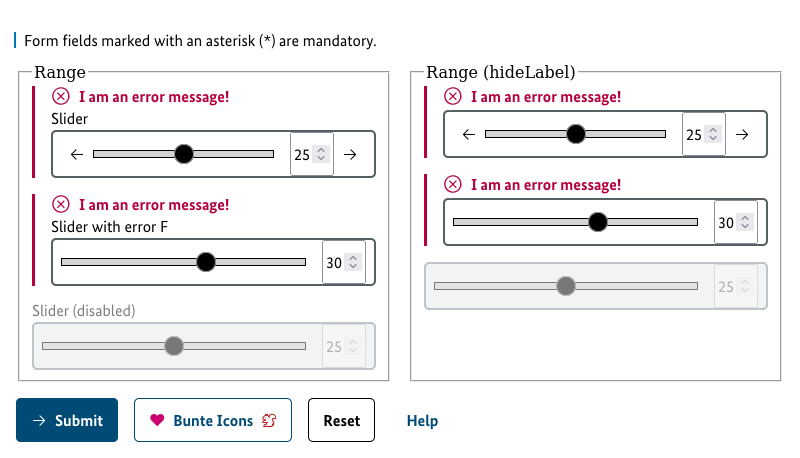 Form fields marked with an asterisk (*) are mandatory.
Range
I am an error message!
Slider
25
I am an error message!
Slider with error F
30
Slider (disabled)
25
Range (hideLabel)
I am an error message!
25
I am an error message!
30
25
Submit
Bunte Icons
Reset
Help